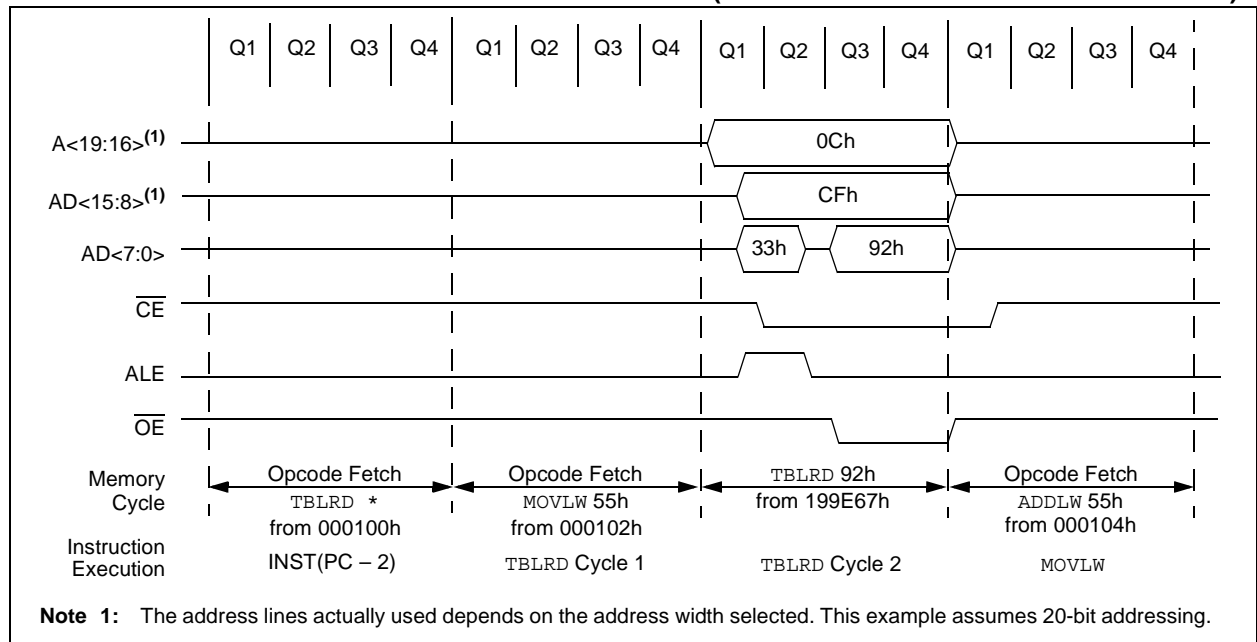 Q1 Q2 Q3 Q4 Q1 Q2 Q3 Q4 Q1 Q2 Q3 Q4 Q1 Q2 Q3 Q4
A<19:16>(1) 0Ch
AD<15:8>(1) CFh
AD<7:0> 33h 92h
CE
ALE
OE
Memory Cycle
Opcode Fetch
TBLRD *
from 000100h
Opcode Fetch
MOVLW 55h
from 000102h
TBLRD 92h
from 199E67h
Opcode Fetch
ADDLW 55h
from 000104h
Instruction Execution
INST(PC – 2)
TBLRD Cycle 1
TBLRD Cycle 2
MOVLW
Note 1: The address lines actually used depends on the address width selected. This example assumes 20-bit addressing.